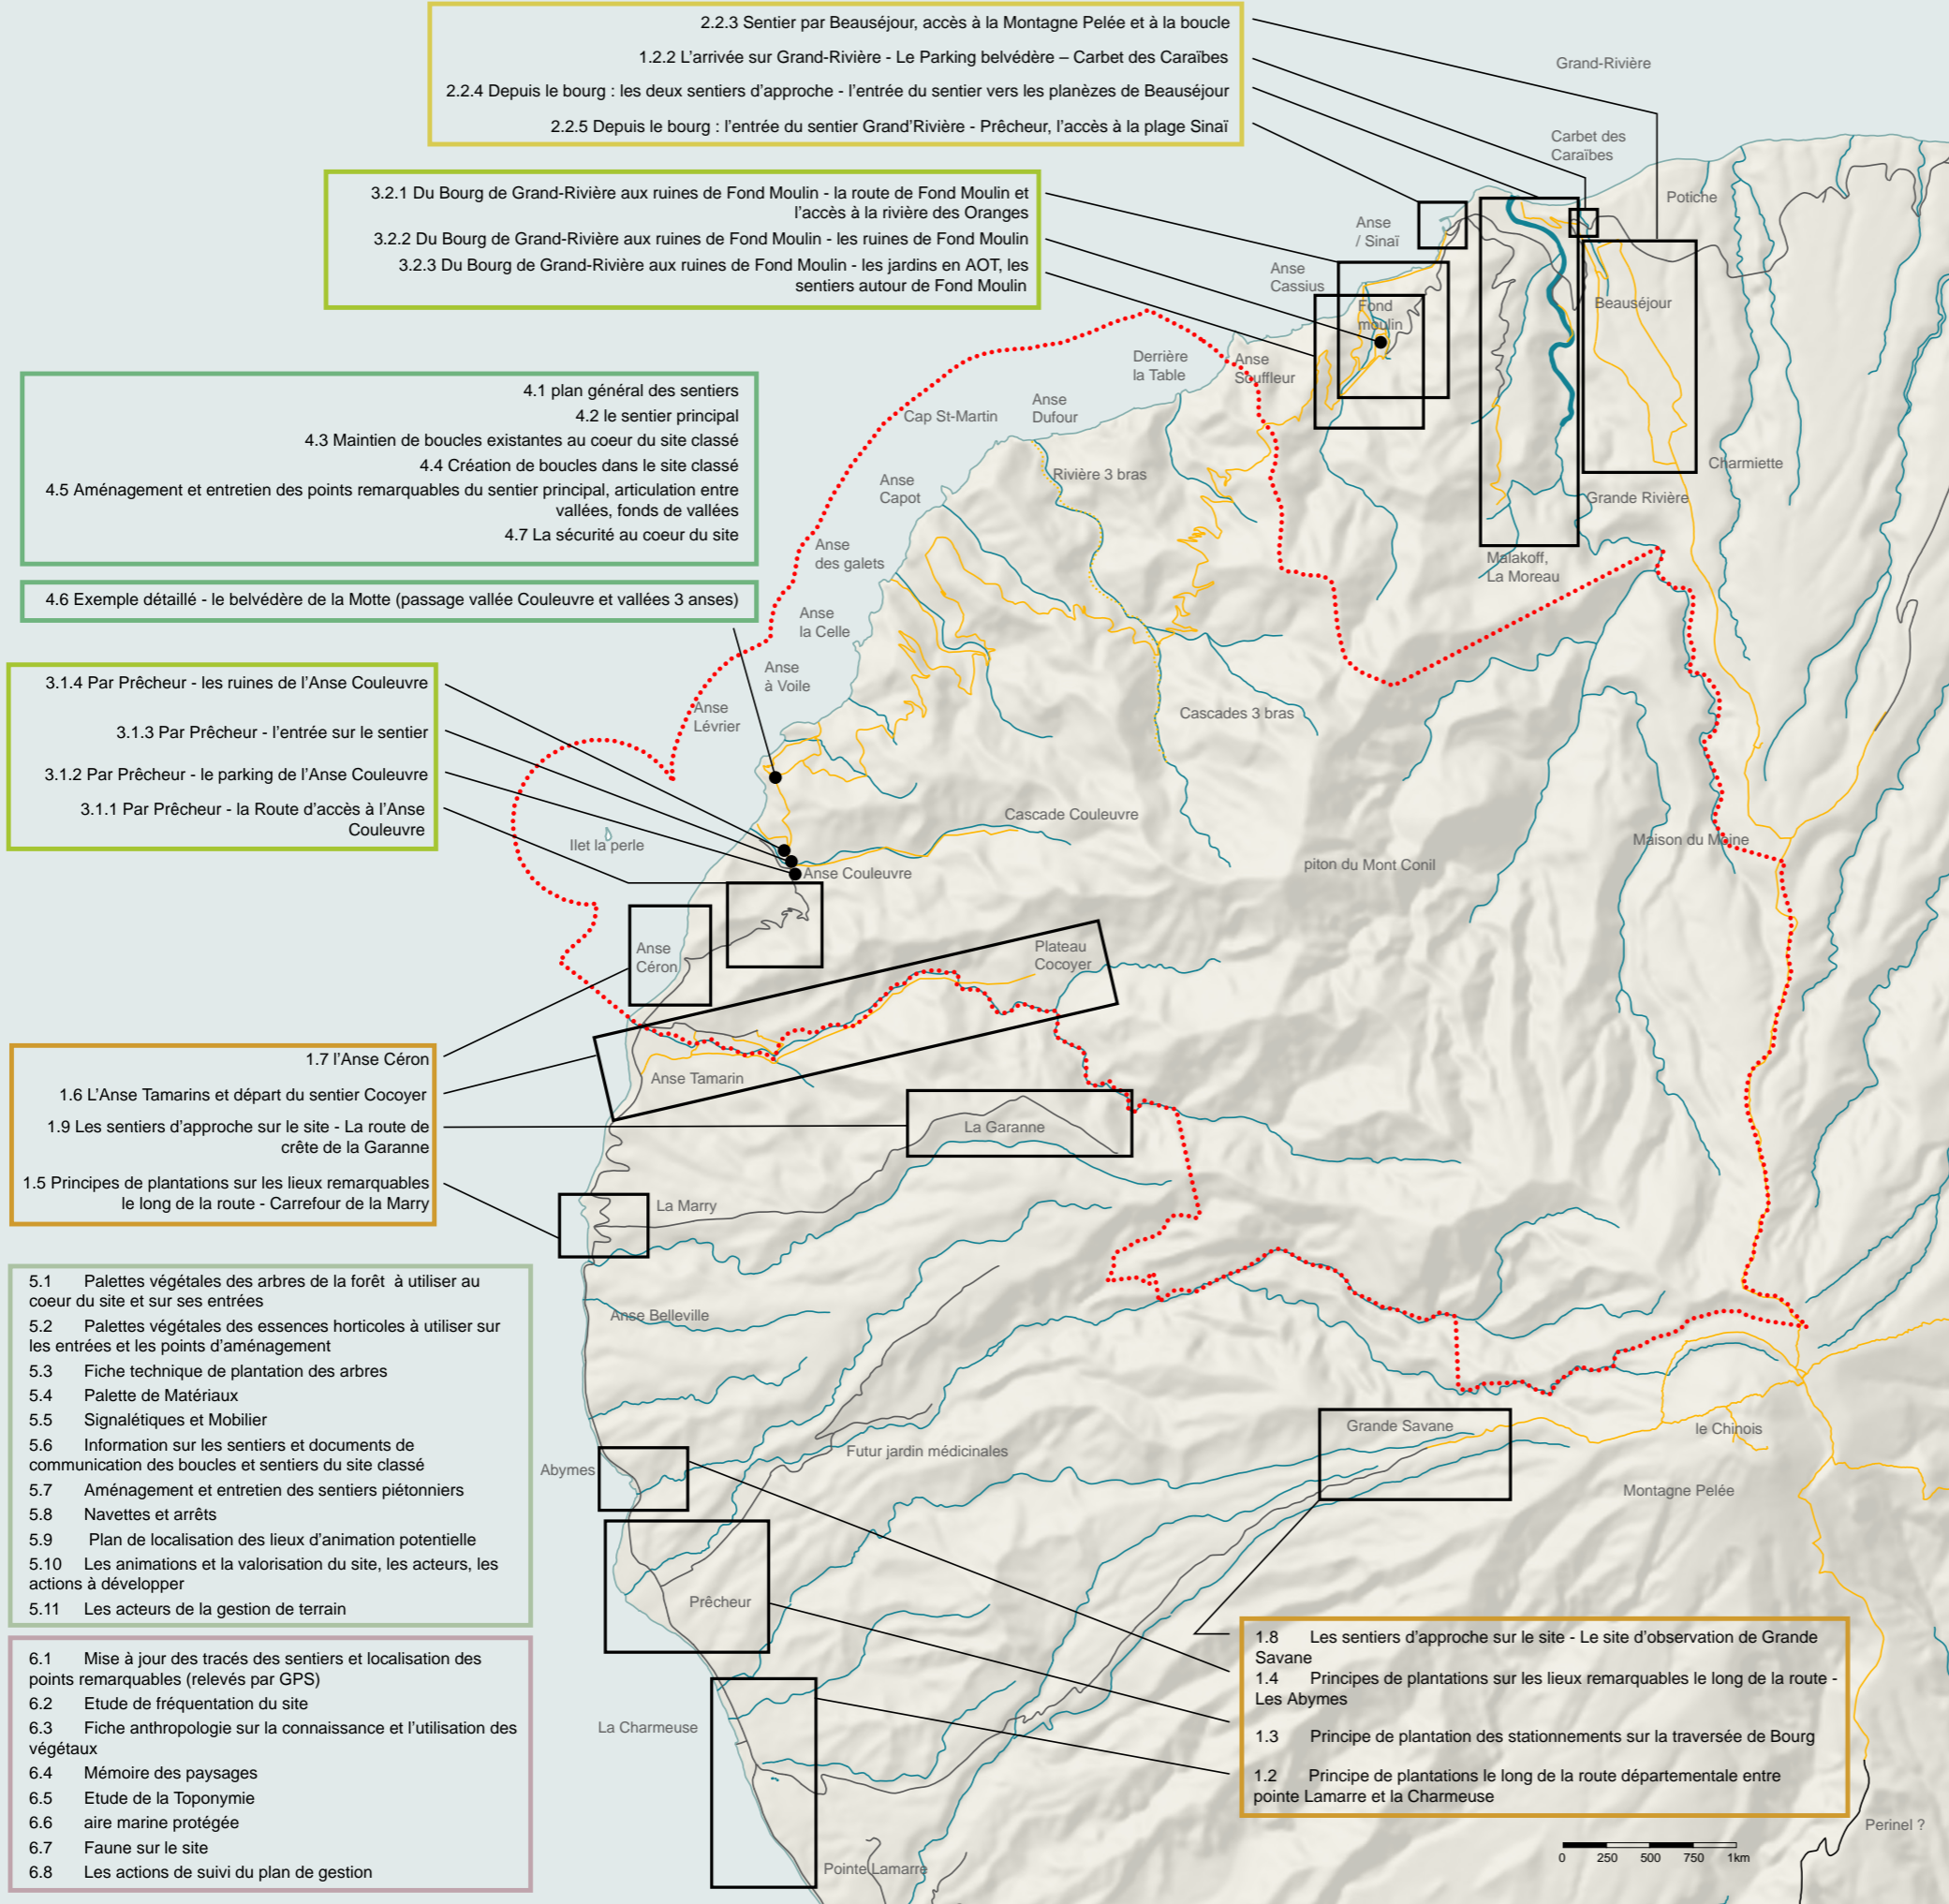 2.2.3 Sentier par Beauséjour, accès à la Montagne Pelée et à la boucle
1.2.2 L'arrivée sur Grand-Rivière - Le Parking belvédère – Carbet des Caraïbes
2.2.4 Depuis le bourg : les deux sentiers d'approche - l'entrée du sentier vers les planèzes de Beauséjour
2.2.5 Depuis le bourg : l'entrée du sentier Grand'Rivière - Prêcheur, l'accès à la plage Sinaï
3.2.1 Du Bourg de Grand-Rivière aux ruines de Fond Moulin - la route de Fond Moulin et
l'accès à la rivière des Oranges
3.2.2 Du Bourg de Grand-Rivière aux ruines de Fond Moulin - les ruines de Fond Moulin
3.2.3 Du Bourg de Grand-Rivière aux ruines de Fond Moulin - les jardins en AOT, les
sentiers autour de Fond Moulin
4.1 plan général des sentiers
4.2 le sentier principal
4.3 Maintien de boucles existantes au coeur du site classé
4.4 Création de boucles dans le site classé
4.5 Aménagement et entretien des points remarquables du sentier principal, articulation entre
vallées, fonds de vallées
4.7 La sécurité au coeur du site
4.6 Exemple détaillé - le belvédère de la Motte (passage vallée Couleuvre et vallées 3 anses)
3.1.4 Par Prêcheur - les ruines de l'Anse Couleuvre
3.1.3 Par Prêcheur - l'entrée sur le sentier
3.1.2 Par Prêcheur - le parking de l'Anse Couleuvre
3.1.1 Par Prêcheur - la Route d'accès à l'Anse
Couleuvre
1.7 l'Anse Céron
1.6 L'Anse Tamarins et départ du sentier Cocoyer
1.9 Les sentiers d'approche sur le site - La route de
crête de la Garanne
1.5 Principes de plantations sur les lieux remarquables
le long de la route - Carrefour de la Marry
5.1 Palettes végétales des arbres de la forêt à utiliser au
coeur du site et sur ses entrées
5.2 Palettes végétales des essences horticoles à utiliser sur
les entrées et les points d'aménagement
5.3 Fiche technique de plantation des arbres
5.4 Palette de Matériaux
5.5 Signalétiques et Mobilier
5.6 Information sur les sentiers et documents de
communication des boucles et sentiers du site classé
5.7 Aménagement et entretien des sentiers piétonniers
5.8 Navettes et arrêts
5.9 Plan de localisation des lieux d'animation potentielle
5.10 Les animations et la valorisation du site, les acteurs, les
actions à développer
5.11 Les acteurs de la gestion de terrain
6.1 Mise à jour des tracés des sentiers et localisation des
points remarquables (relevés par GPS)
6.2 Etude de fréquentation du site
6.3 Fiche anthropologie sur la connaissance et l'utilisation des
végétaux
6.4 Mémoire des paysages
6.5 Etude de la Toponymie
6.6 aire marine protégée
6.7 Faune sur le site
6.8 Les actions de suivi du plan de gestion
1.8 Les sentiers d'approche sur le site - Le site d'observation de Grande
Savane
1.4 Principes de plantations sur les lieux remarquables le long de la route -
Les Abymes
1.3 Principe de plantation des stationnements sur la traversée de Bourg
1.2 Principe de plantations le long de la route départementale entre
pointe Lamarre et la Charmeuse
Grand-Rivière
Carbet des
Caraïbes
Potiche
Anse
/ Sinaï
Anse
Cassius
Fond
moulin
Beauséjour
Derrière
la Table
Anse
Souffleur
Anse
Dufour
Cap St-Martin
Charmiette
Rivière 3 bras
Anse
Capot
Grande Rivière
Anse
des galets
Malakoff,
La Moreau
Anse
la Celle
Anse
à Voile
Anse
Lévrier
Cascades 3 bras
Cascade Couleuvre
Ilet la perle
Maison du Moine
piton du Mont Conil
Anse Couleuvre
Anse
Céron
Plateau
Cocoyer
Anse Tamarin
La Garanne
La Marry
Anse Belleville
Grande Savane
le Chinois
Futur jardin médicinales
Abymes
Montagne Pelée
Prêcheur
La Charmeuse
Perinel ?
Pointe Lamarre
0 250 500 750 1km